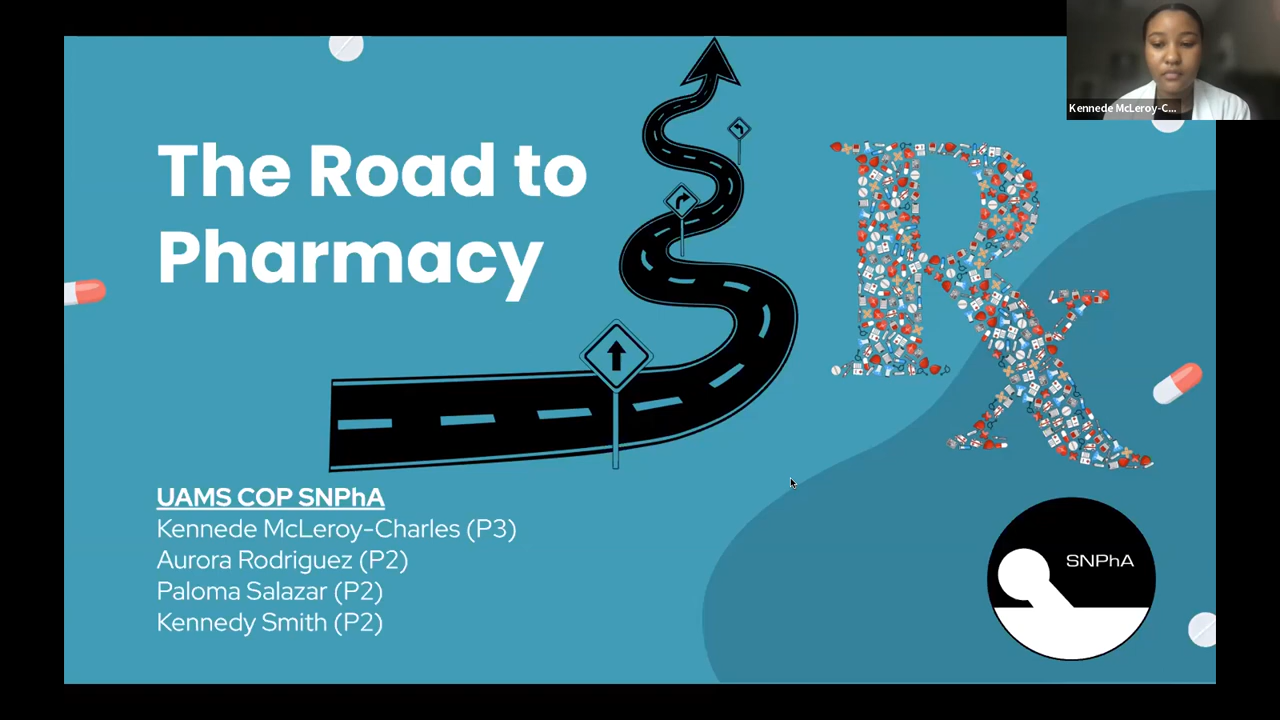 Kennede McLeroy-C...
The Road to
Pharmacy
Rx
UAMS COP SNPhA
Kennede McLeroy-Charles (P3)
Aurora Rodriguez (P2)
Paloma Salazar (P2)
Kennedy Smith (P2)
SNPhA